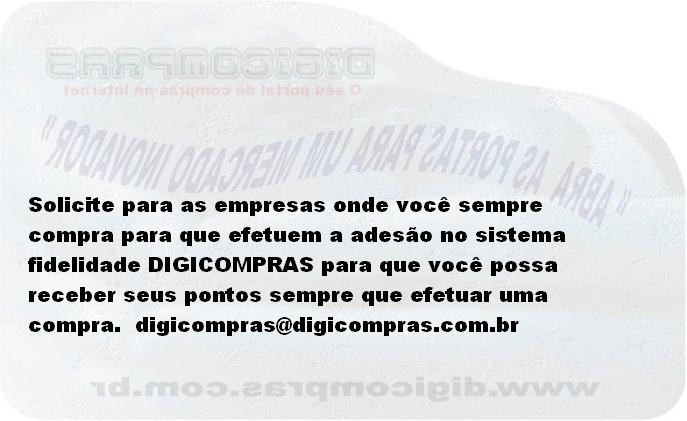 DIGICOMPRAS
O seu portal de compras na internet
" ABRA AS PORTAS PARA UM MERCADO INOVADOR "
Solicite para as empresas onde você sempre
compra para que efetuem a adesão no sistema
fidelidade DIGICOMPRAS para que você possa
receber seus pontos sempre que efetuar uma
compra. digicompras@digicompras.com.br
www.digicompras.com.br